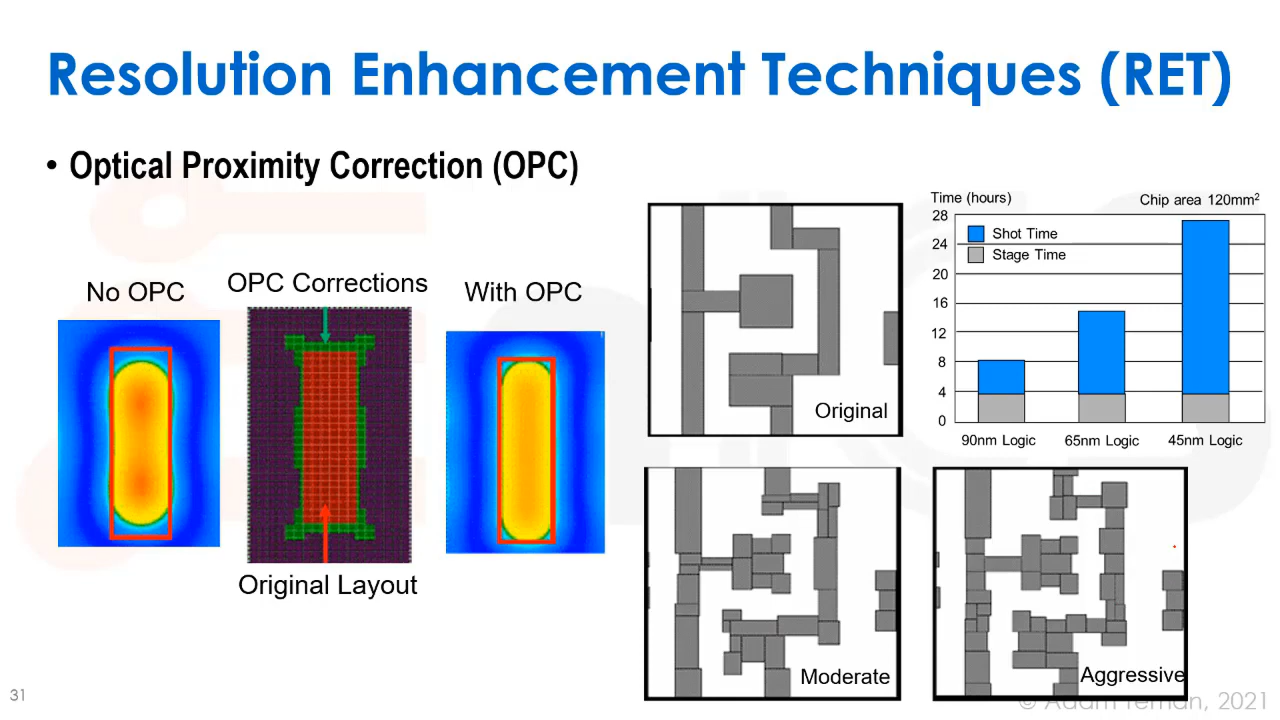 Resolution Enhancement Techniques (RET)
• Optical Proximity Correction (OPC)
No OPC
OPC Corrections
With OPC
Original Layout
Original
Time (hours)
Chip area 120mm²
28
24
20
16
12
8
4
0
Shot Time
Stage Time
90nm Logic
65nm Logic
45nm Logic
Moderate
Aggressive
31
© Adam Teman, 2021